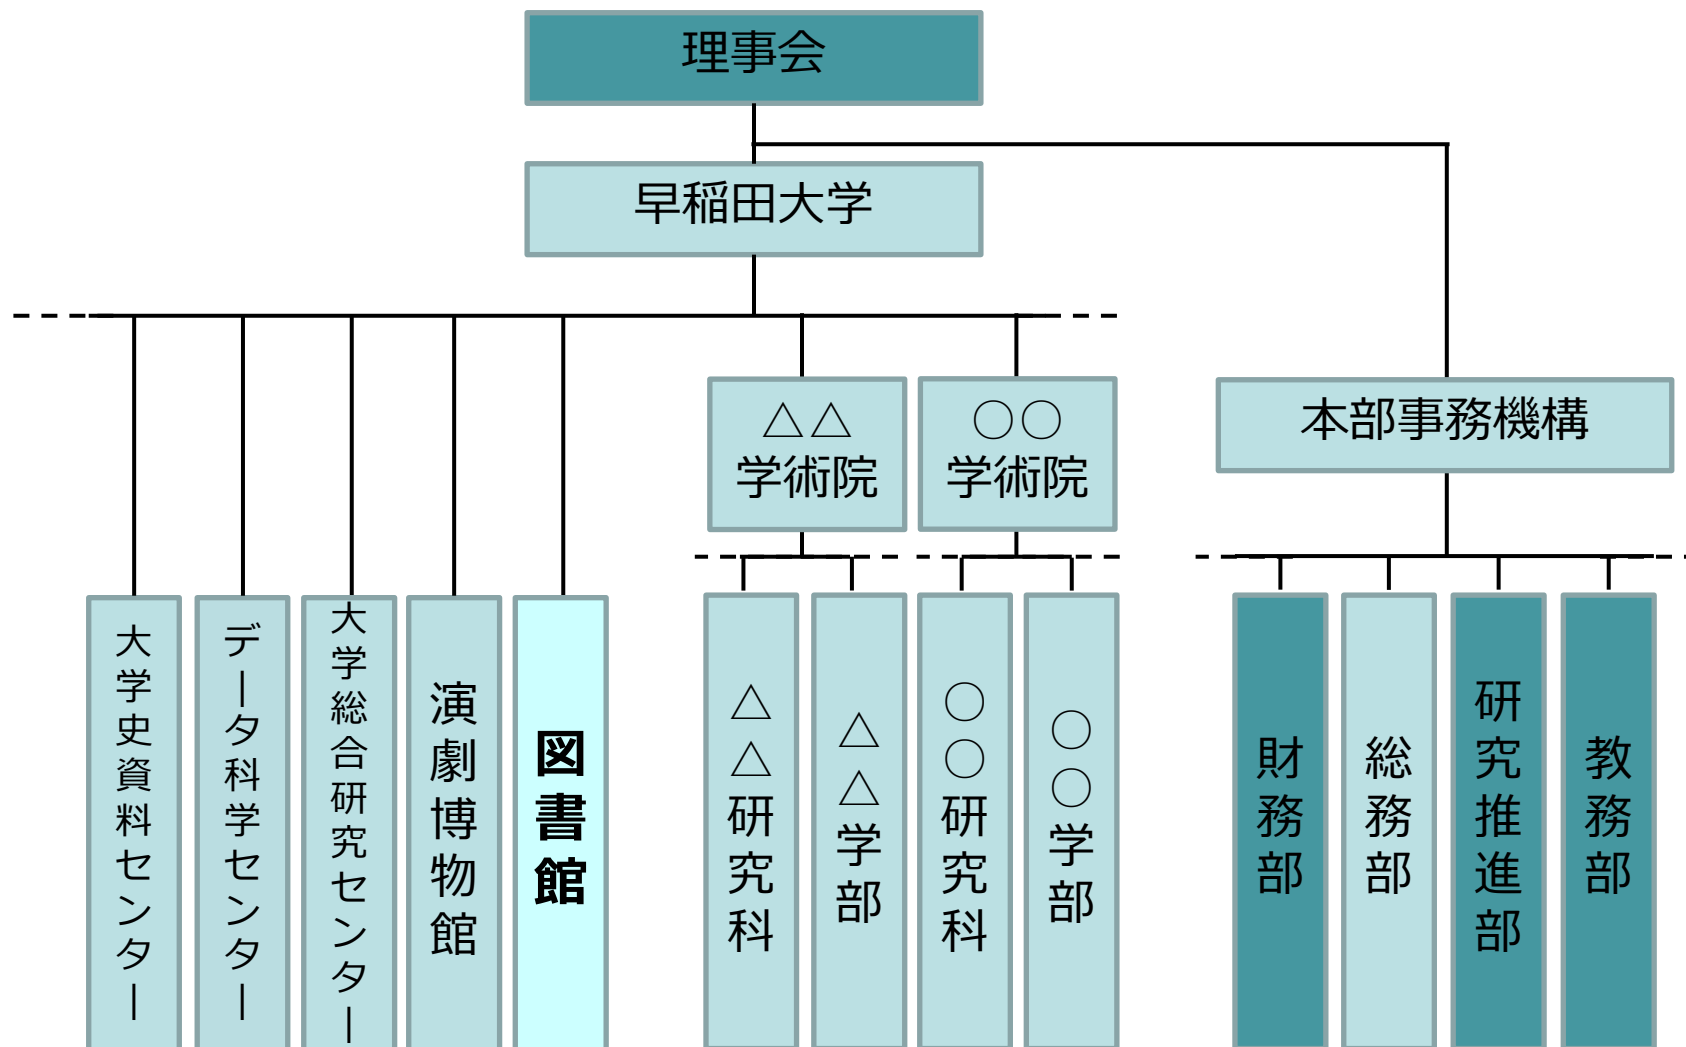 理事会
早稲田大学
△△
学術院
○○
学術院
本部事務機構
大学史資料センター
データ科学センター
大学総合研究センター
演劇博物館
図書館
△△研究科
△△学部
○○研究科
○○学部
財務部
総務部
研究推進部
教務部